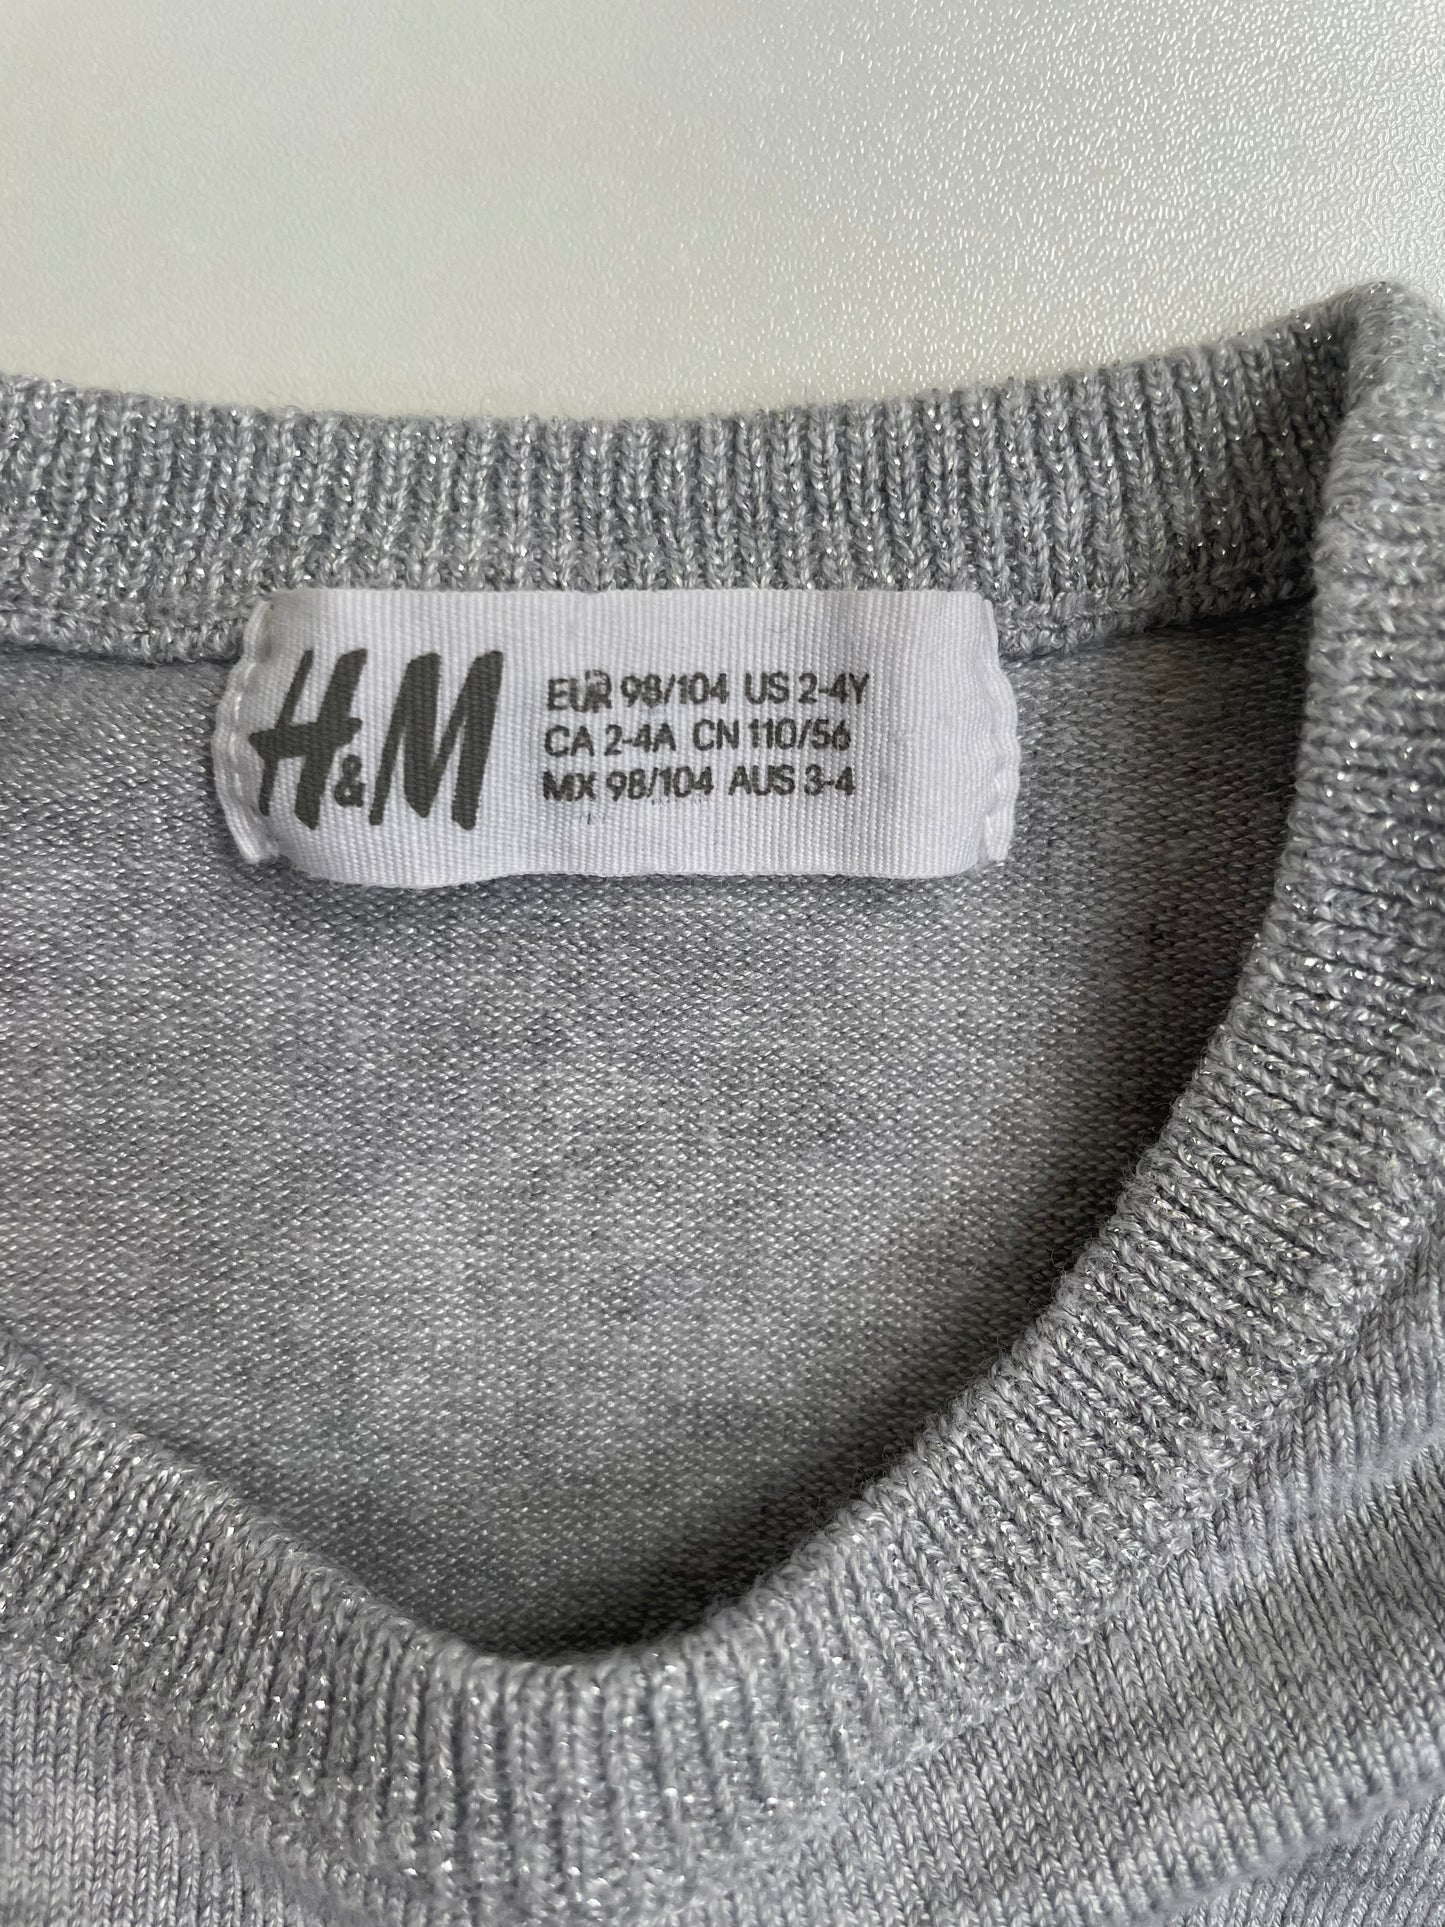 H&M
EUR 98/104 US 2-4Y
CA 2-4A CN 110/56
MX 98/104 AUS 3-4